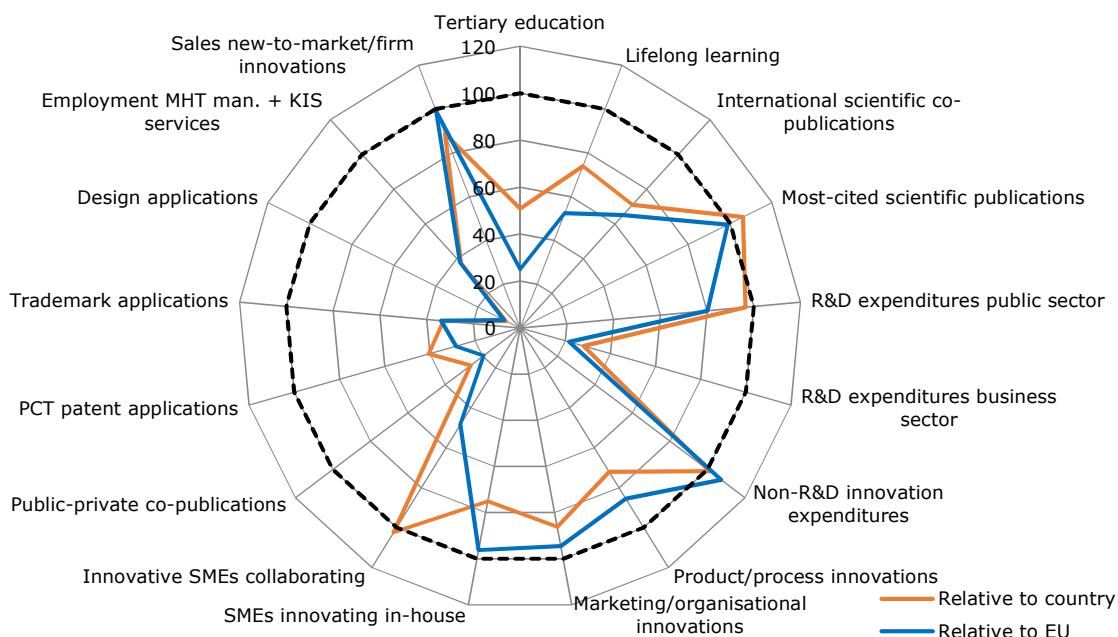 Tertiary education
120
Sales new-to-market/firm
innovations
Lifelong learning
Employment MHT man. + KIS
services
100
International scientific co-
publications
80
Design applications
60
Most-cited scientific publications
40
Trademark applications
20
R&D expenditures public sector
0
PCT patent applications
R&D expenditures business
sector
Public-private co-publications
Non-R&D innovation
expenditures
Innovative SMEs collaborating
Product/process innovations
SMEs innovating in-house
Marketing/organisational
innovations
Relative to country
Relative to EU